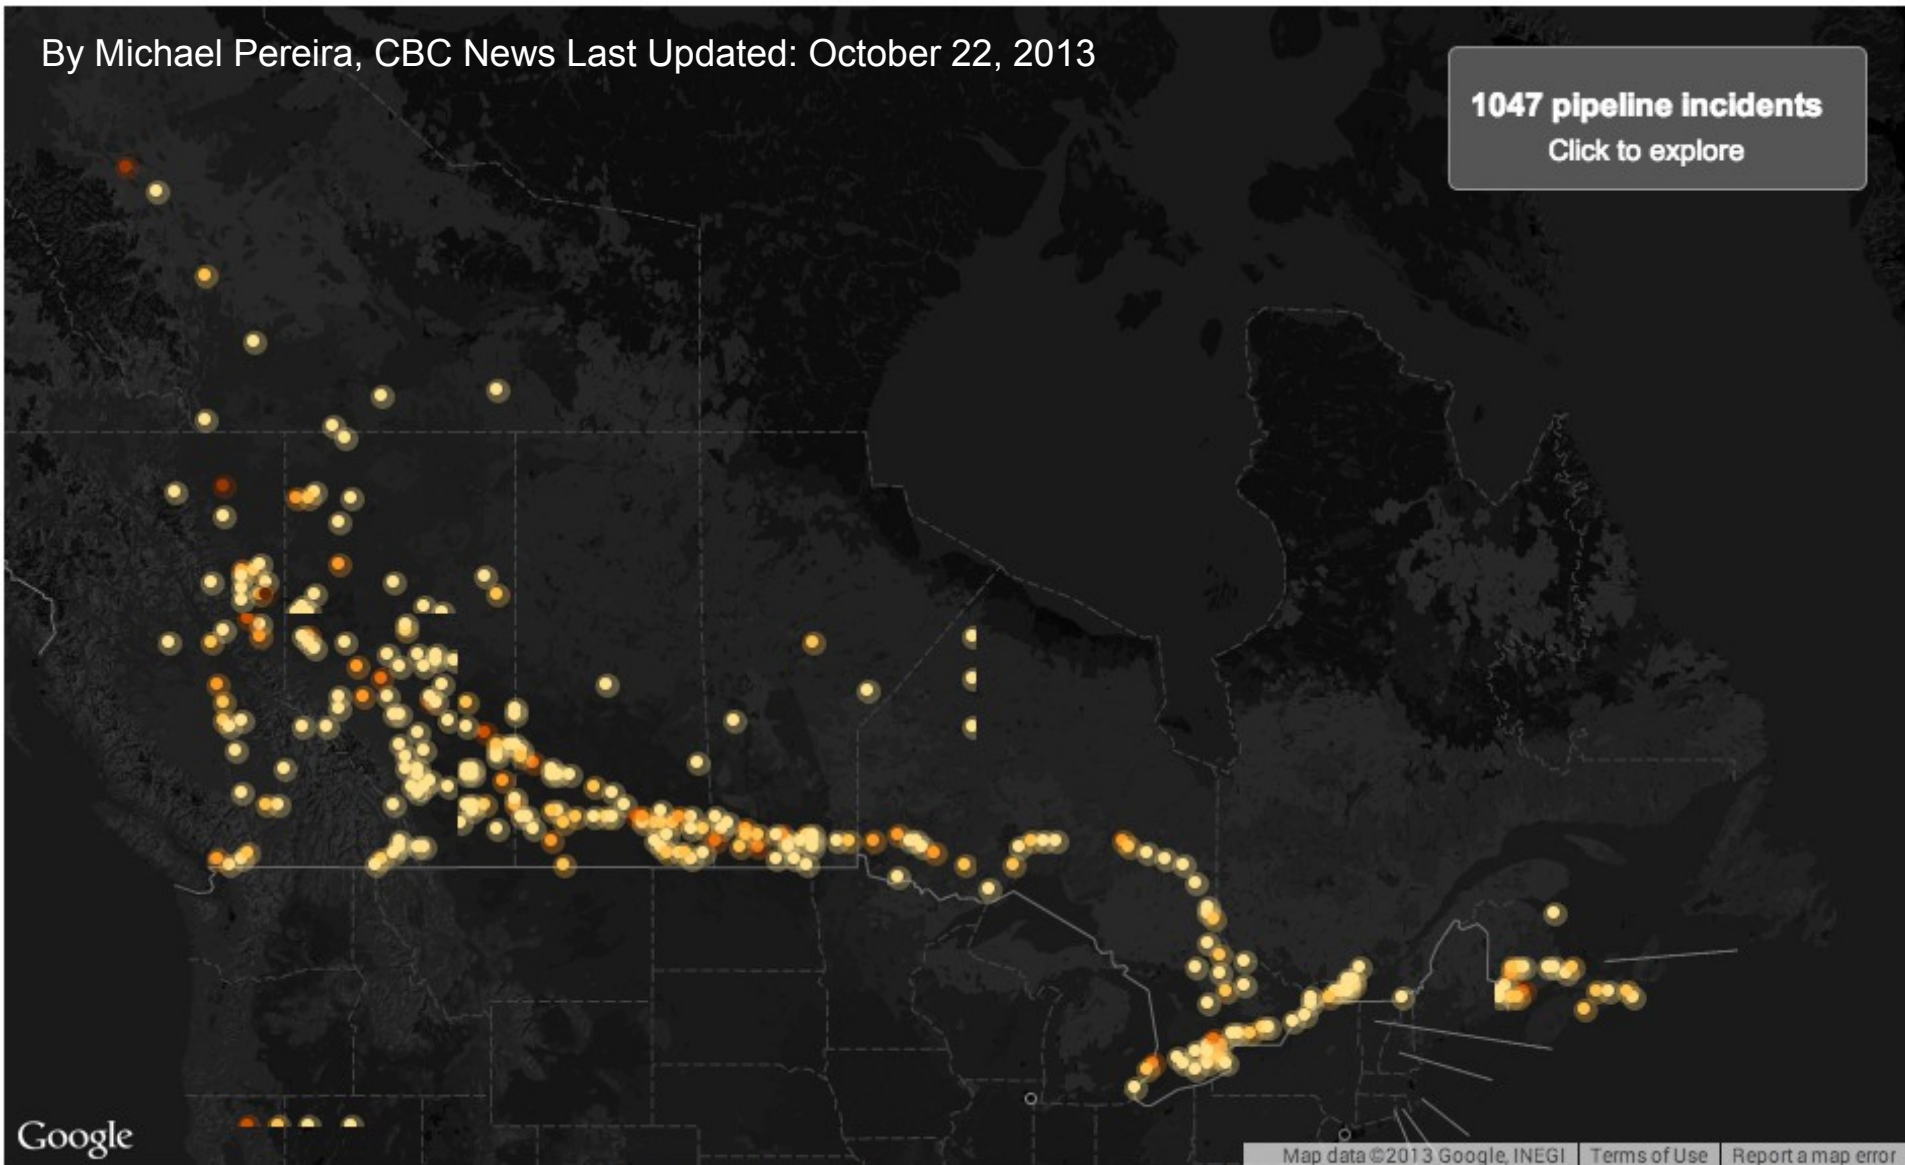 By Michael Pereira, CBC News Last Updated: October 22, 2013
1047 pipeline incidents
Click to explore
Google
Map data ©2013 Google, INEGI
Terms of Use
Report a map error